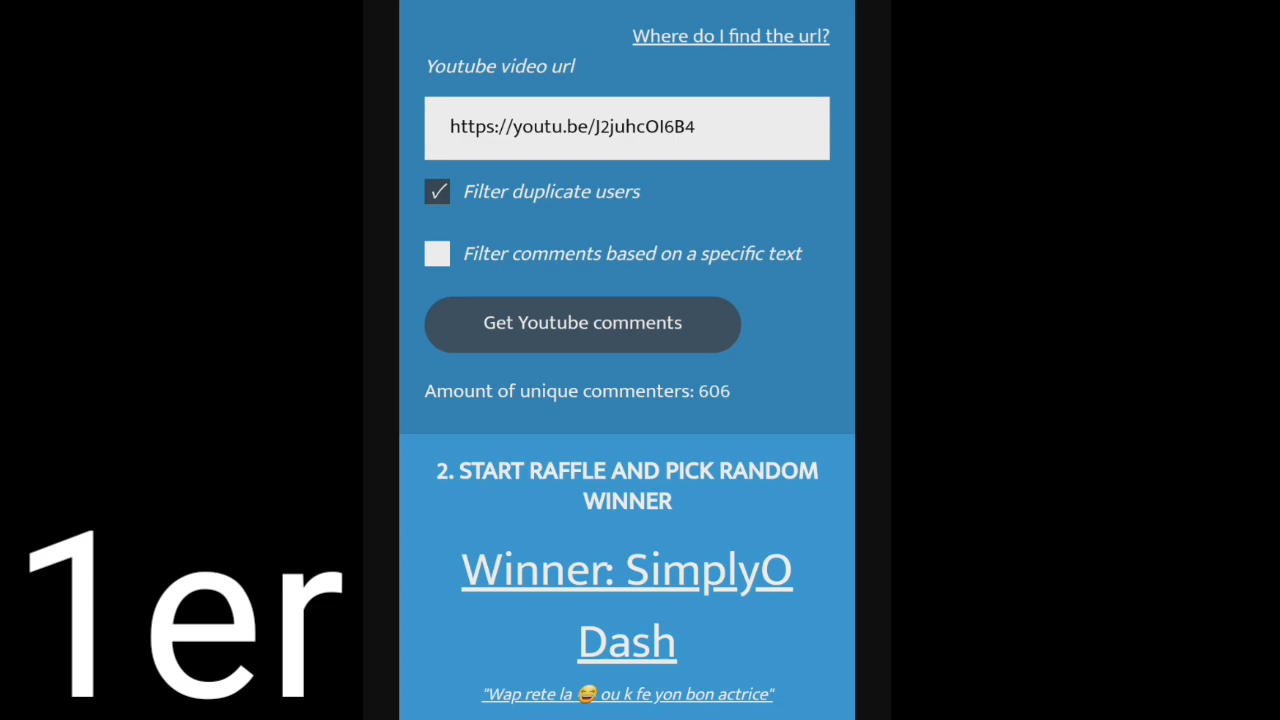 Where do I find the url?
Youtube video url
https://youtu.be/J2juhcOI6B4
✓ Filter duplicate users
Filter comments based on a specific text
Get Youtube comments
Amount of unique commenters: 606
2. START RAFFLE AND PICK RANDOM
WINNER
Winner: SimplyO
Dash
"Wap rete la 😅 ou k fe yon bon actrice"
1er